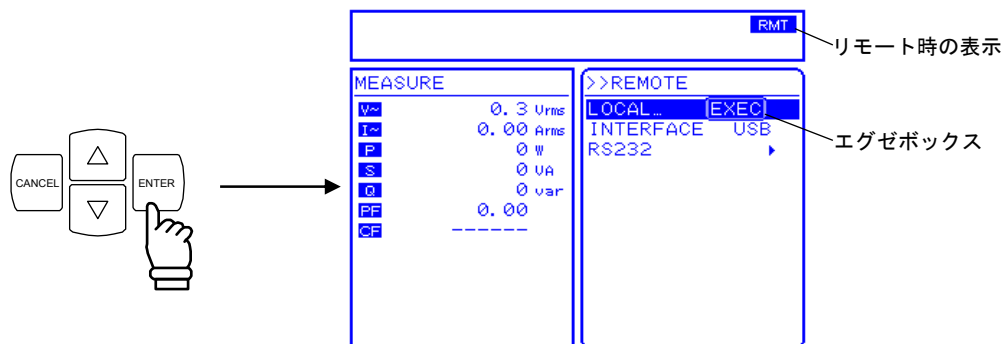 RMT
リモート時の表示
MEASURE
V~ 0.3 Vrms
I~ 0.00 Arms
P 0 W
S 0 VA
Q 0 var
PF 0.00
CF ------
>>REMOTE
LOCAL… [EXEC]
INTERFACE USB
RS232
エグゼボックス
CANCEL
ENTER